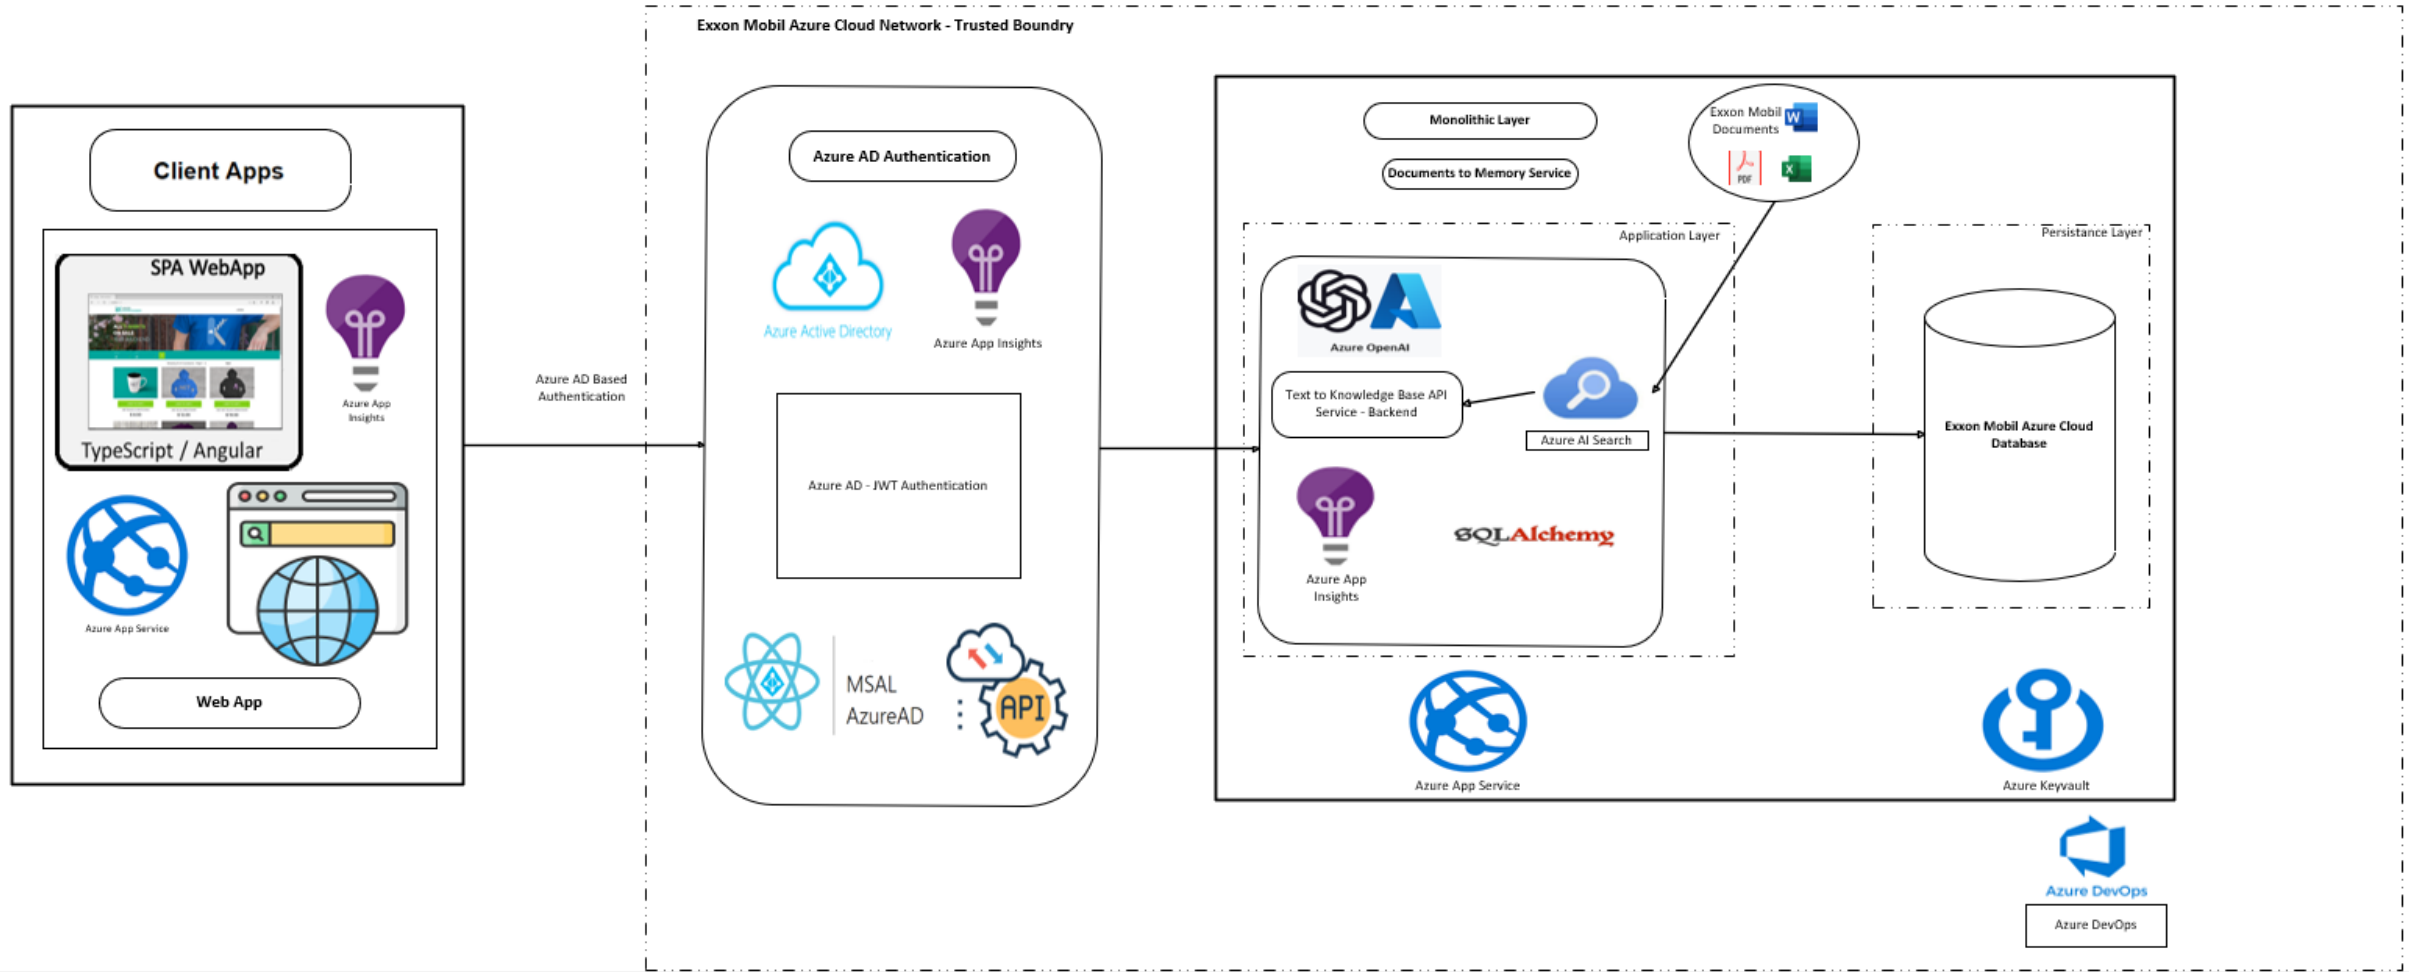 Exxon Mobil Azure Cloud Network - Trusted Boundry
Client Apps
SPA WebApp
TypeScript / Angular
Azure App
Insights
Azure App Service
Web App
Azure AD Based
Authentication
Azure AD Authentication
Azure Active Directory
Azure App Insights
Azure AD - JWT Authentication
MSAL
AzureAD
API
Monolithic Layer
Documents to Memory Service
Exxon Mobil
Documents
W
PDF
X
Application Layer
Azure OpenAI
Text to Knowledge Base API
Service - Backend
Azure AI Search
Azure App
Insights
SQLAlchemy
Persistance Layer
Exxon Mobil Azure Cloud
Database
Azure App Service
Azure Keyvault
Azure DevOps
Azure DevOps